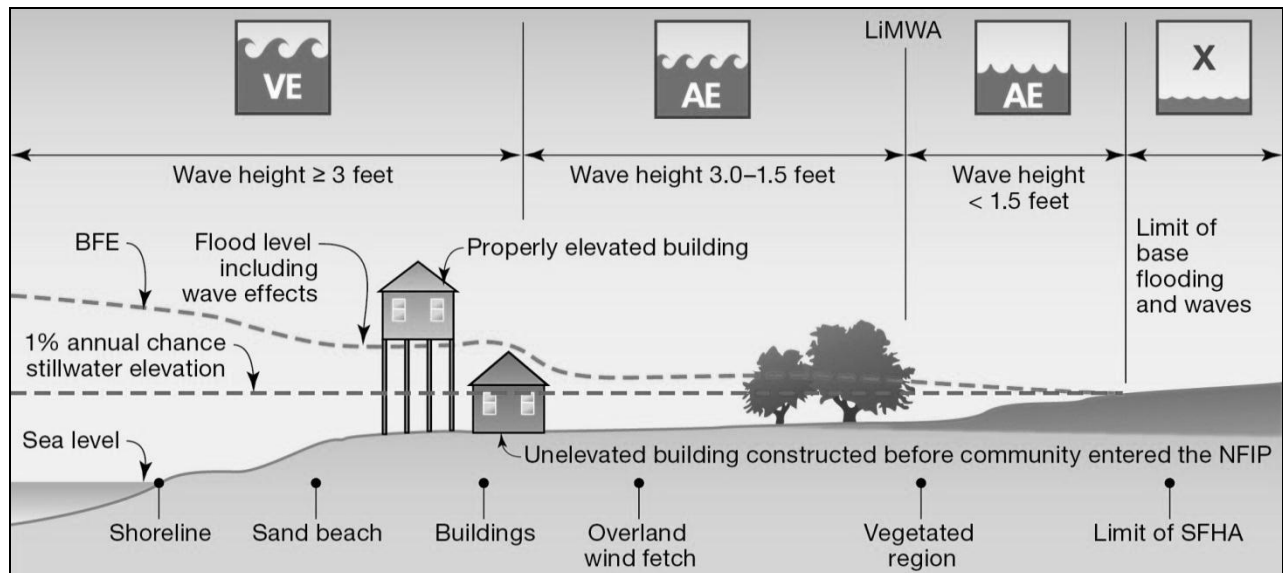 LiMWA
VE
AE
AE
X
Wave height ≥ 3 feet
Wave height 3.0–1.5 feet
Wave height
< 1.5 feet
Limit of
base
flooding
and waves
BFE
Flood level
including
wave effects
Properly elevated building
1% annual chance
stillwater elevation
Sea level
Unelevated building constructed before community entered the NFIP
Shoreline
Sand beach
Buildings
Overland
wind fetch
Vegetated
region
Limit of SFHA